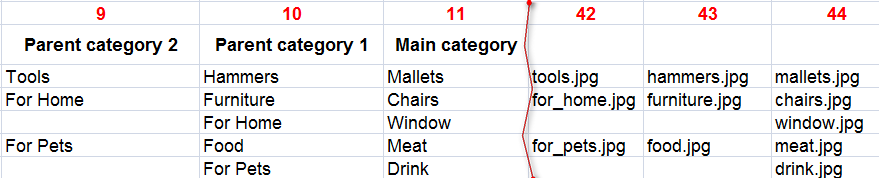 9 10 11 42 43 44
Parent category 2 Parent category 1 Main category
Tools Hammers Mallets tools.jpg hammers.jpg mallets.jpg
For Home Furniture Chairs for_home.jpg furniture.jpg chairs.jpg
For Home Window window.jpg
For Pets Food Meat for_pets.jpg food.jpg meat.jpg
For Pets Drink drink.jpg